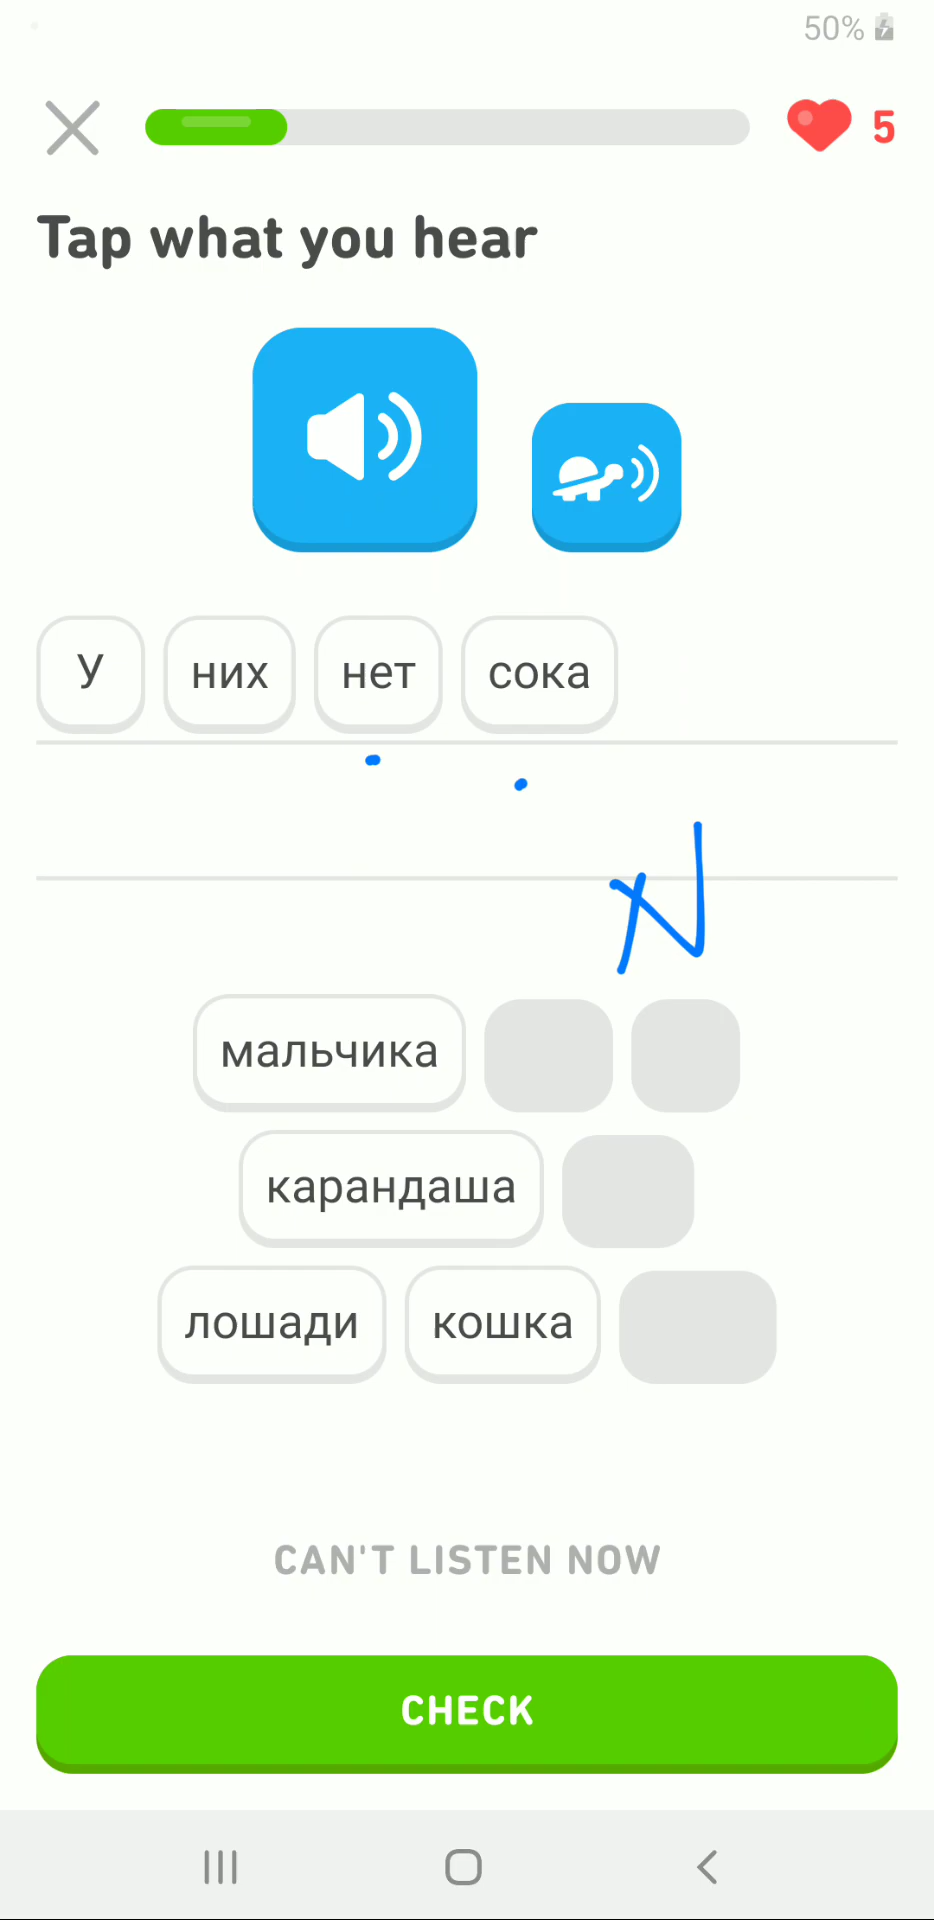 50%
5
Tap what you hear
У них нет сока
N
мальчика
карандаша
лошади кошка
CAN'T LISTEN NOW
CHECK